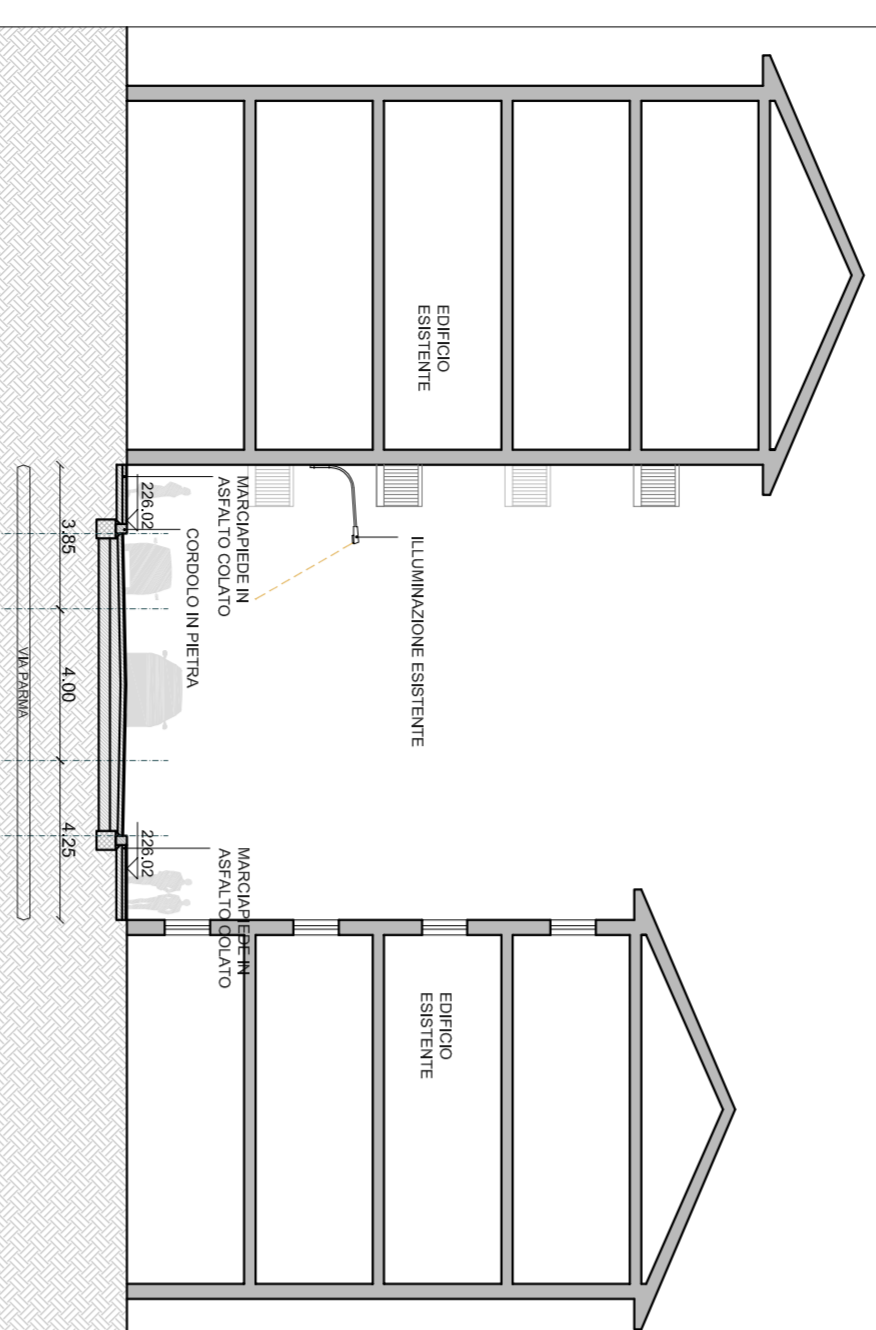 EDIFICIO
ESISTENTE
ILLUMINAZIONE ESISTENTE
EDIFICIO
ESISTENTE
MARCIAPIEDE IN
ASFALTO COLATO
CORDOLO IN PIETRA
226.02
MARCIAPIEDE IN
ASFALTO COLATO
226.02
3.85
4.00
4.25
VIA PARMA